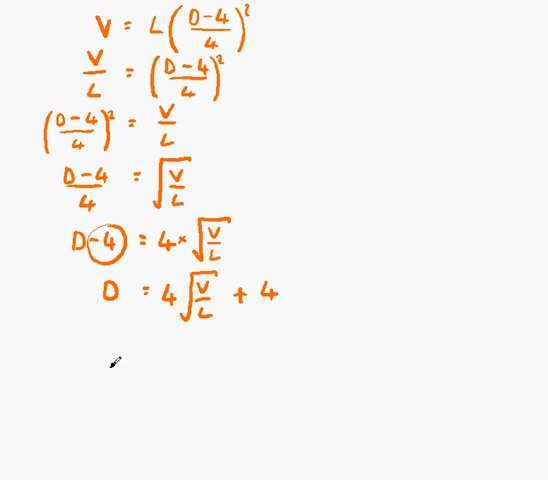 V = L((D-4)/4)²
V/L = ((D-4)/4)²
((D-4)/4)² = V/L
(D-4)/4 = √(V/L)
D-4 = 4×√(V/L)
D = 4√(V/L) + 4